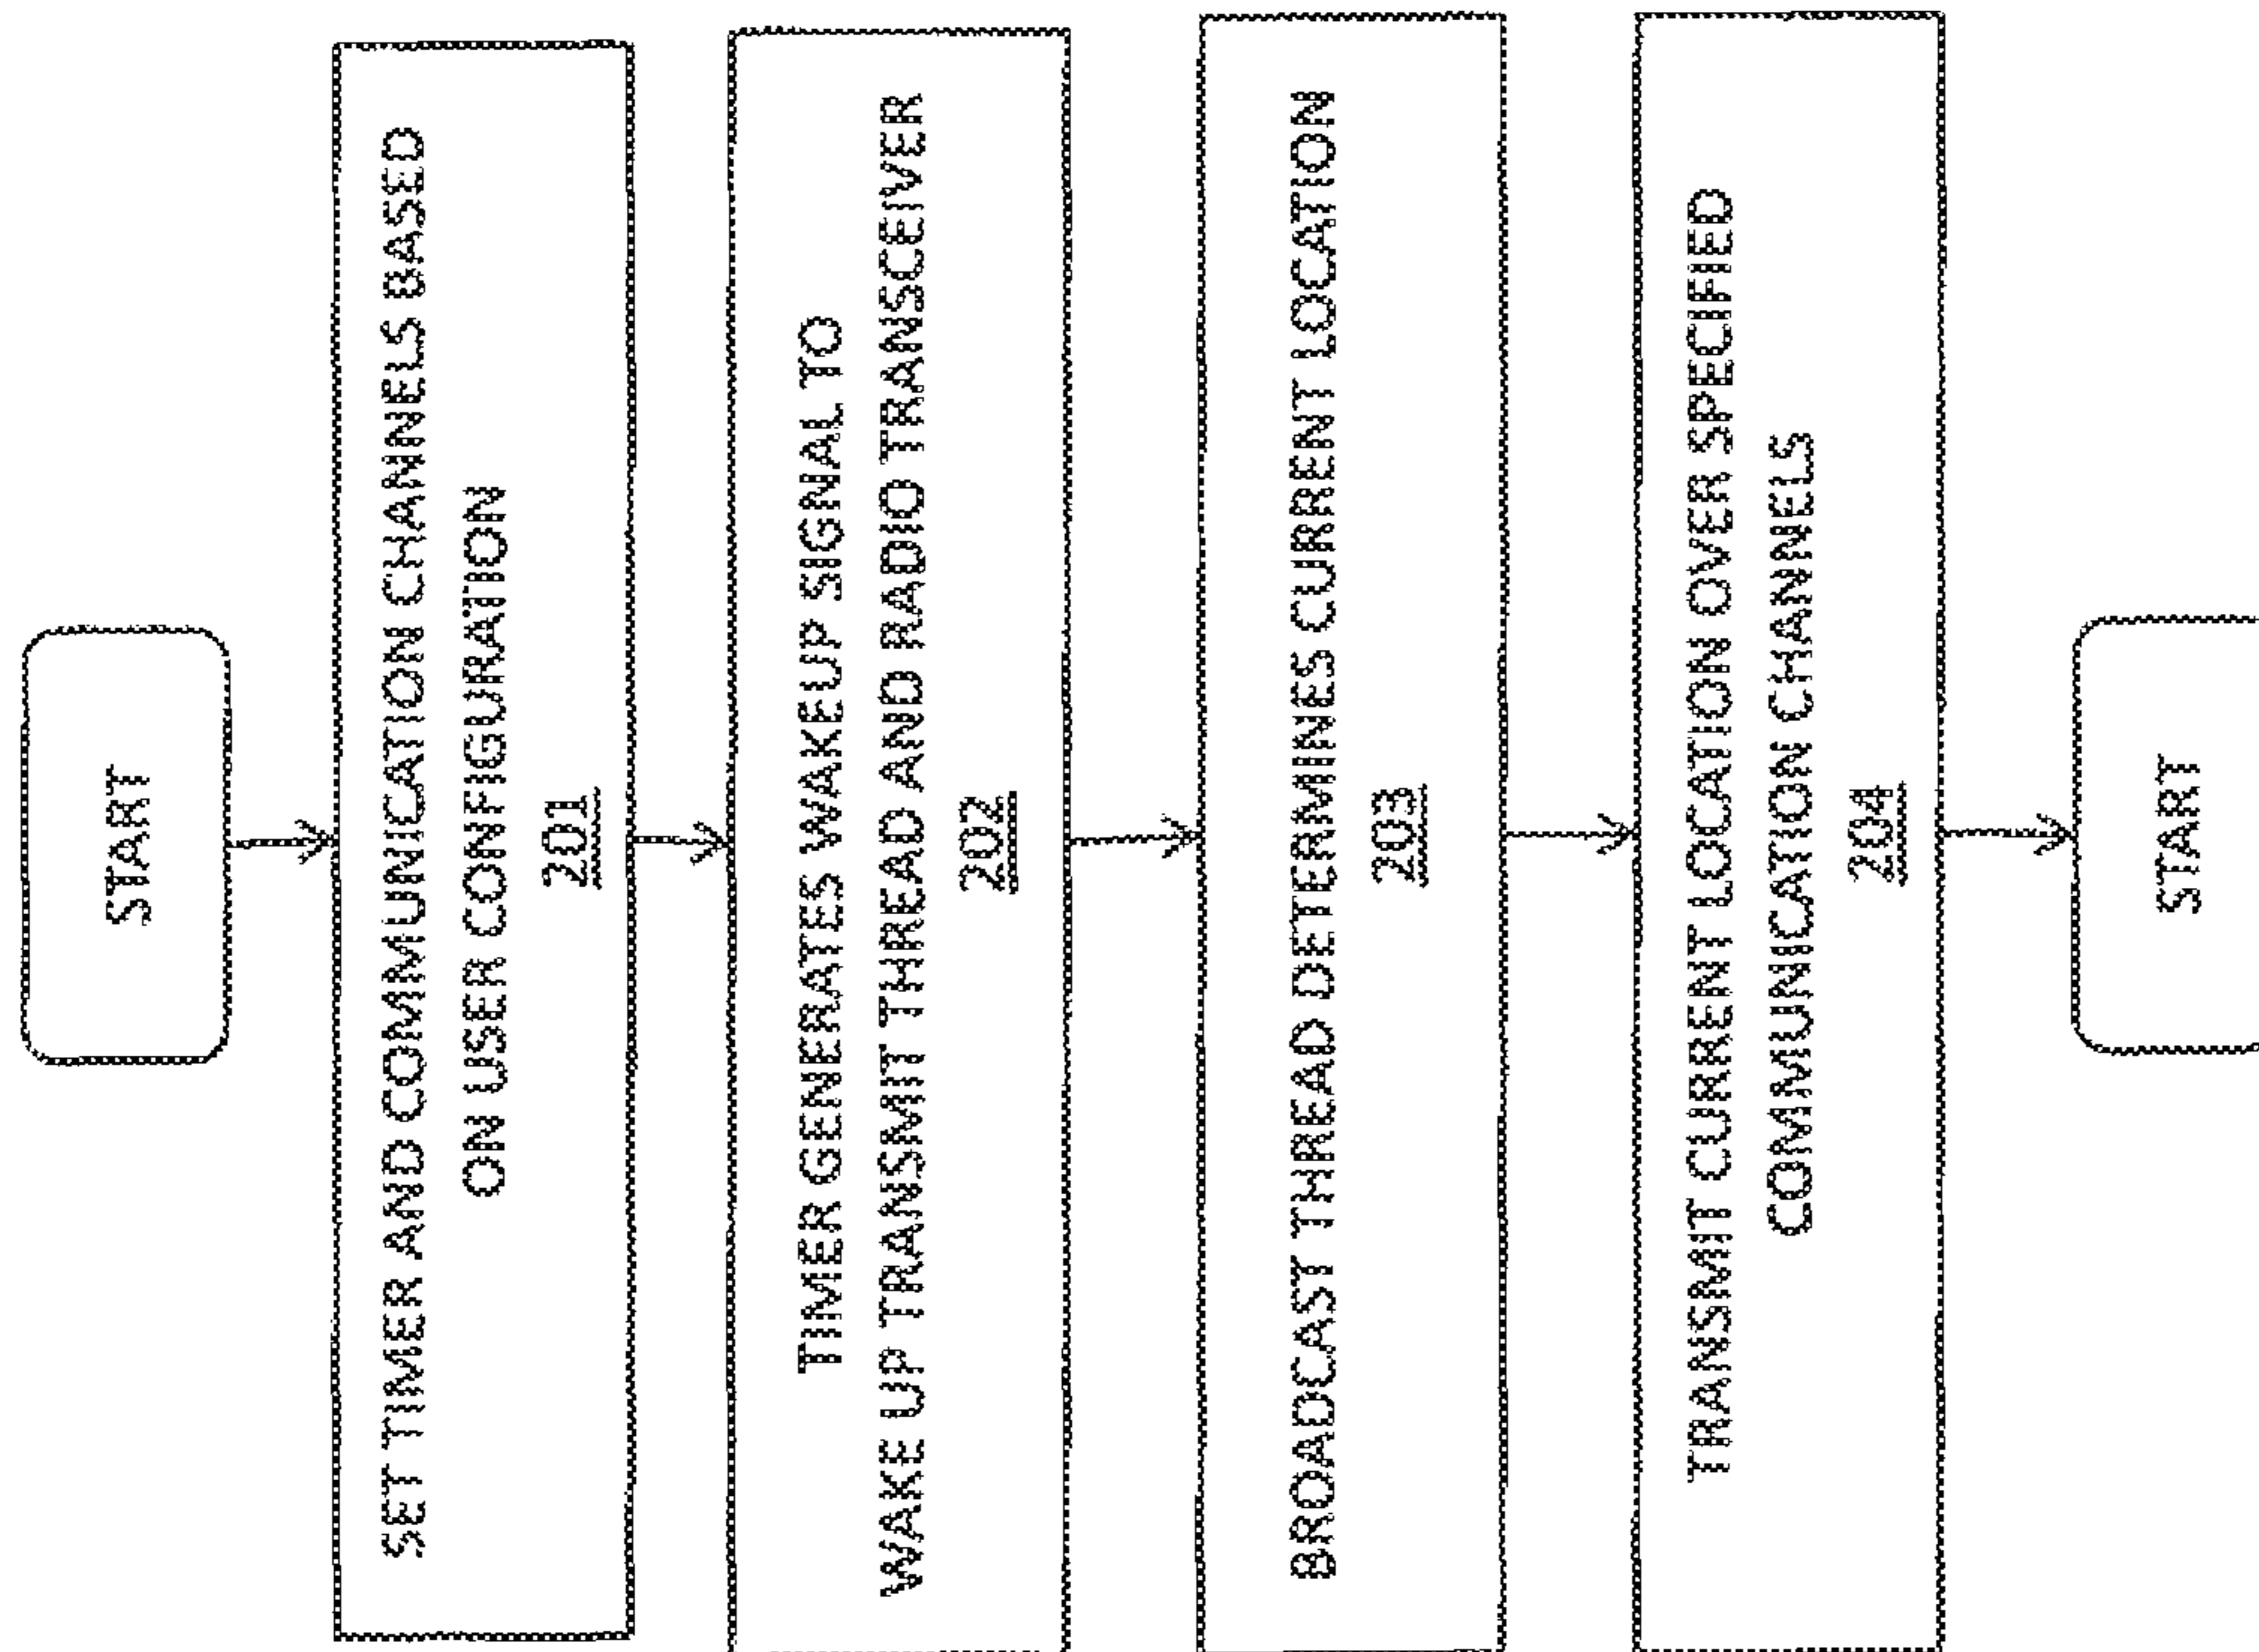 START
SET TIMER AND COMMUNICATION CHANNELS BASED
ON USER CONFIGURATION
201
TIMER GENERATES WAKEUP SIGNAL TO
WAKE UP TRANSMIT THREAD AND RADIO TRANSCEIVER
202
BROADCAST THREAD DETERMINES CURRENT LOCATION
203
TRANSMIT CURRENT LOCATION OVER SPECIFIED
COMMUNICATION CHANNELS
204
START